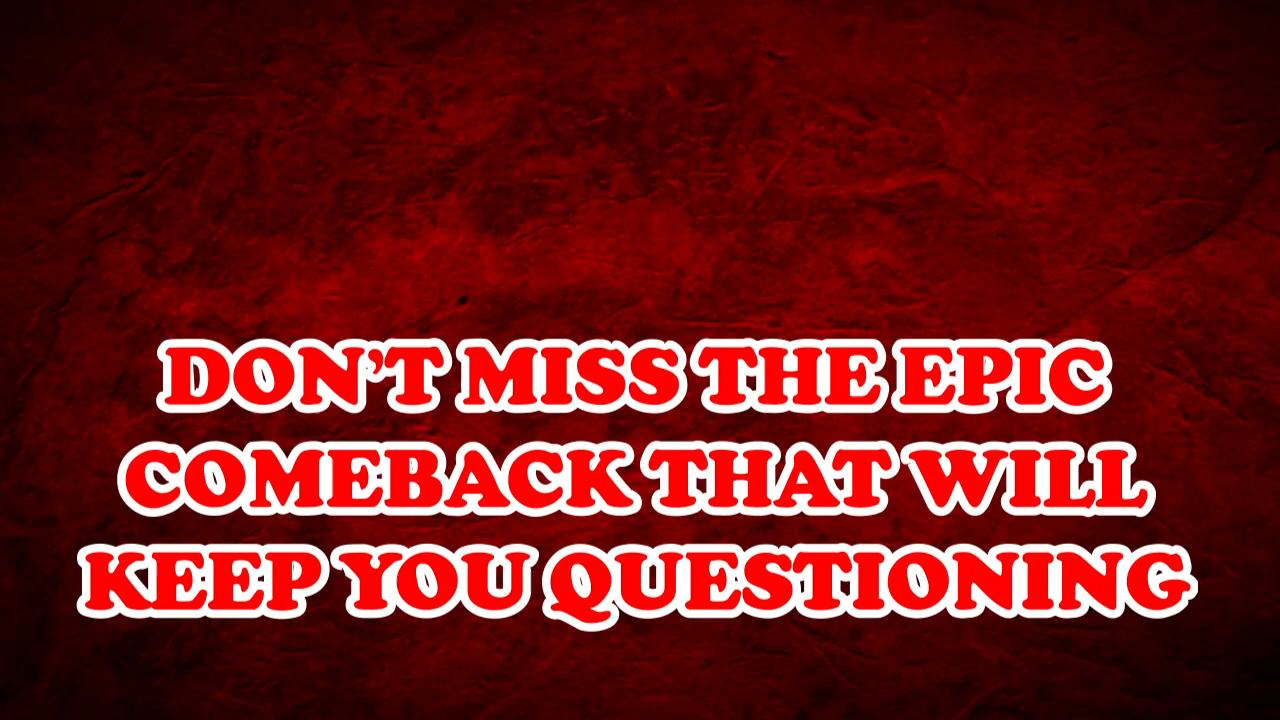 DON'T MISS THE EPIC
COMEBACK THAT WILL
KEEP YOU QUESTIONING